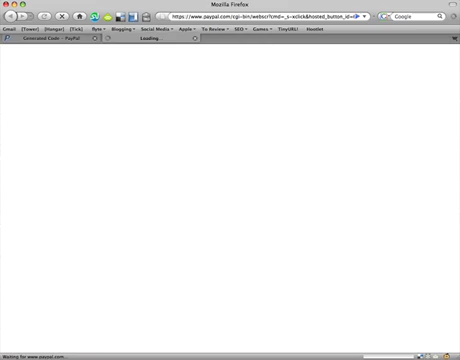 Mozilla Firefox
https://www.paypal.com/cgi-bin/webscr?cmd=_s-xclick&hosted_button_id=
Google
Gmail [Tower] [Hanger] [Tick] Ryte Blogging Social Media Apple To Review SEO Games TinyURL! Hootlet
Generated Code - PayPal Loading...
Waiting for www.paypal.com...